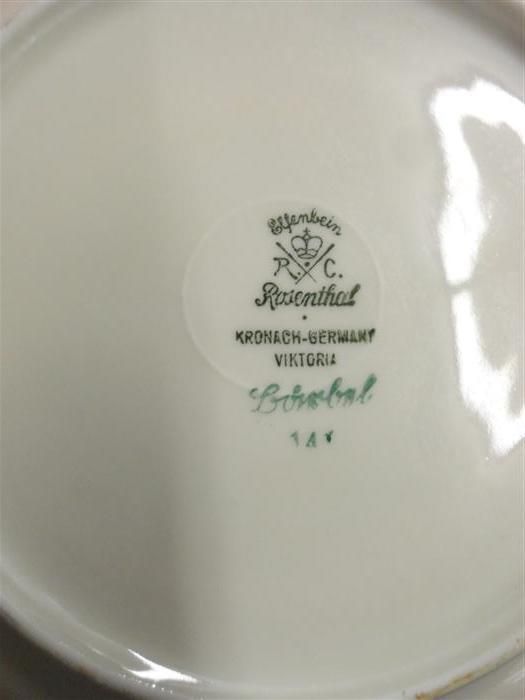 Elfenbein
R. C.
Rosenthal
KRONACH-GERMANY
VIKTORIA